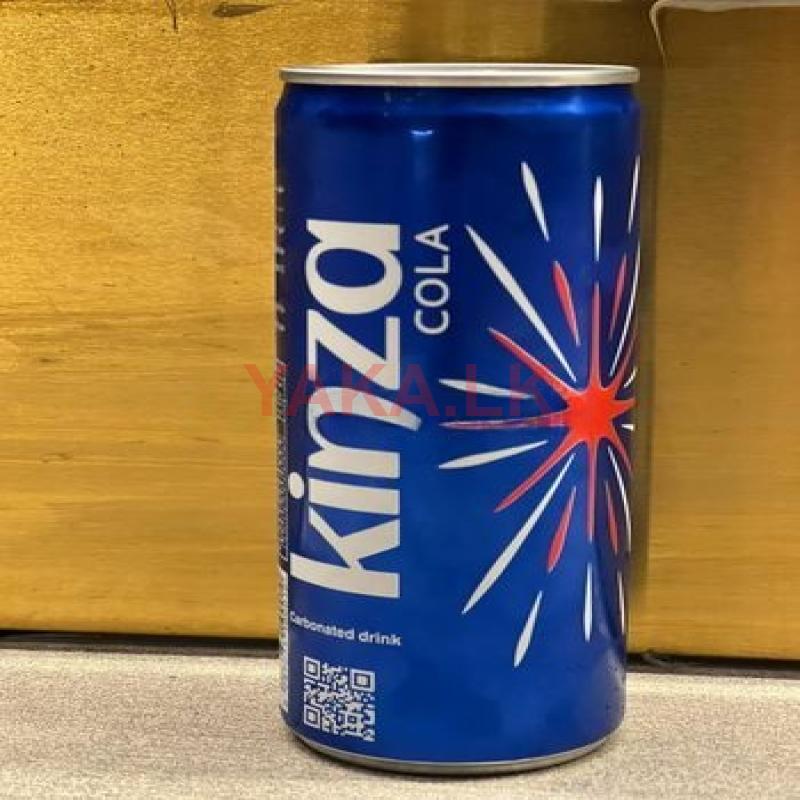 kinza
COLA
YAKA.LK
Carbonated drink